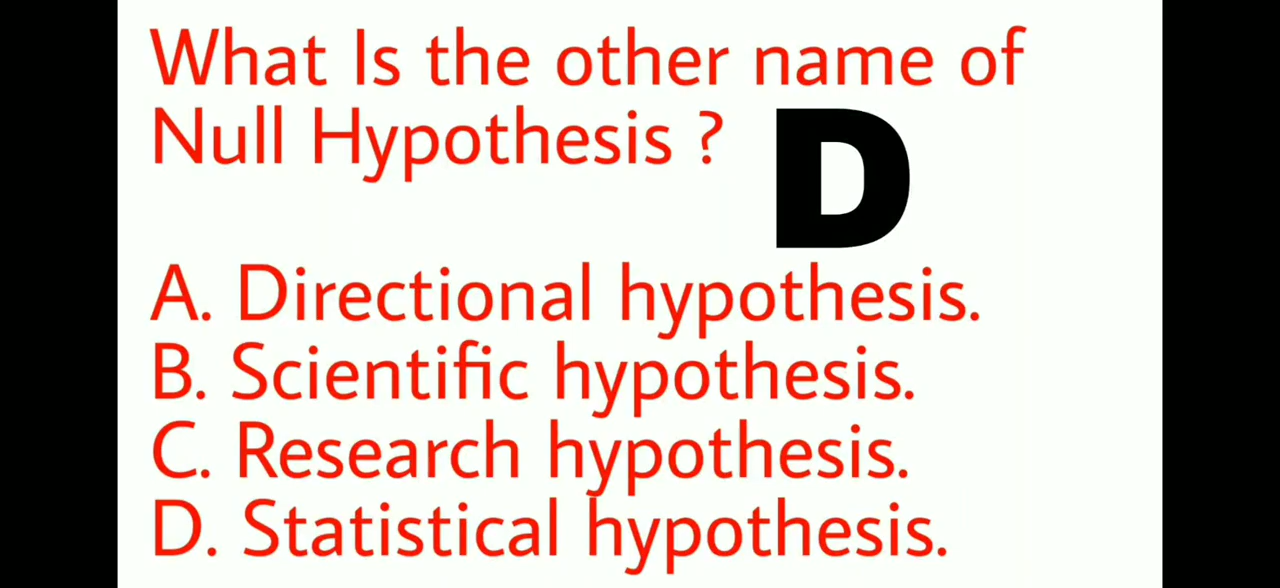 What Is the other name of
Null Hypothesis ?
D
A. Directional hypothesis.
B. Scientific hypothesis.
C. Research hypothesis.
D. Statistical hypothesis.